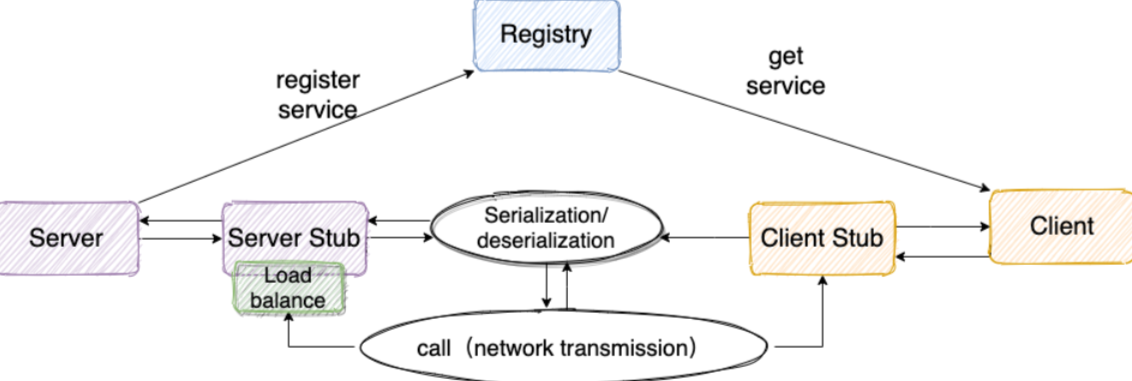 Registry
get
service
register
service
Server
Server Stub
Serialization/
deserialization
Client Stub
Client
Load
balance
call（network transmission）